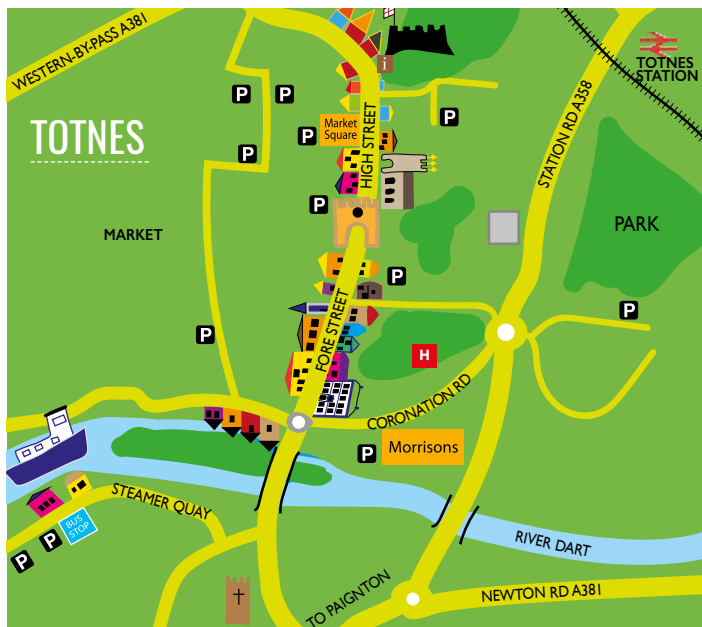 WESTERN-BY-PASS A381
i
TOTNES
STATION
P
P
Market
Square
P
P
HIGH STREET
STATION RD A358
TOTNES
P
P
PARK
MARKET
P
P
P
FORE STREET
H
CORONATION RD
P
Morrisons
STEAMER QUAY
BUS
STOP
P
P
RIVER DART
TO PAIGNTON
NEWTON RD A381